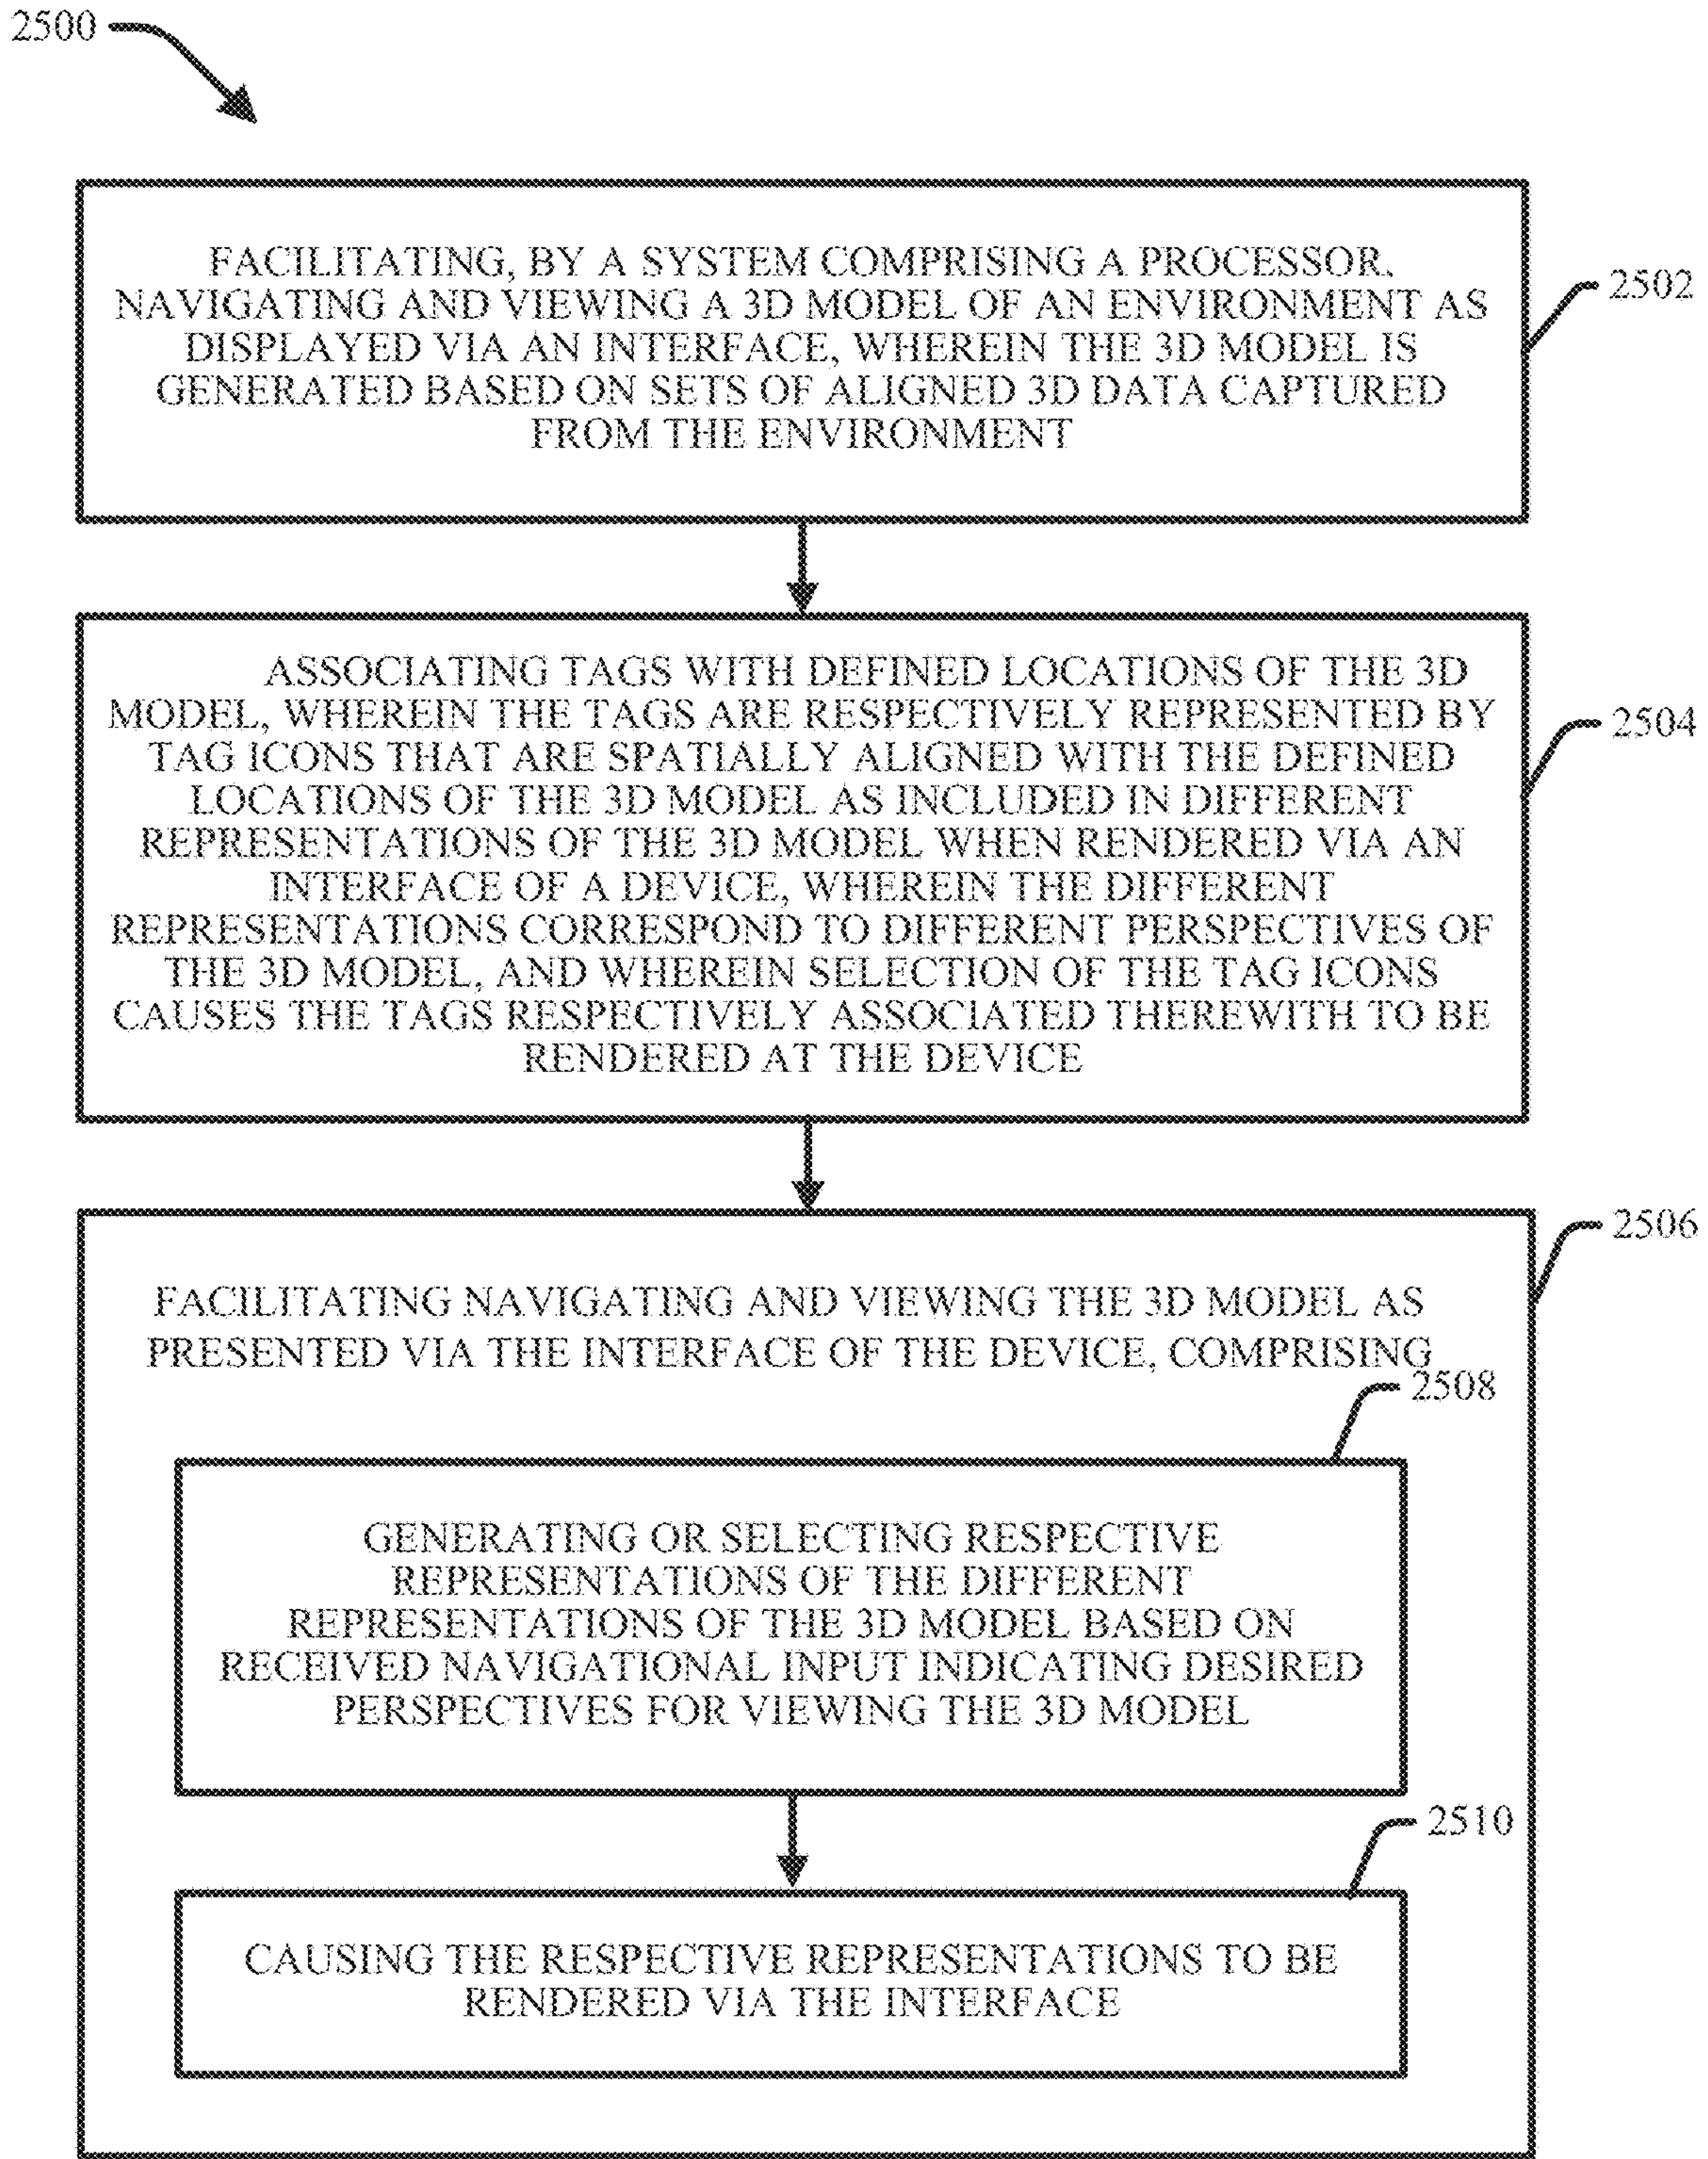 2500
FACILITATING, BY A SYSTEM COMPRISING A PROCESSOR,
NAVIGATING AND VIEWING A 3D MODEL OF AN ENVIRONMENT AS
DISPLAYED VIA AN INTERFACE, WHEREIN THE 3D MODEL IS
GENERATED BASED ON SETS OF ALIGNED 3D DATA CAPTURED
FROM THE ENVIRONMENT
2502
ASSOCIATING TAGS WITH DEFINED LOCATIONS OF THE 3D
MODEL, WHEREIN THE TAGS ARE RESPECTIVELY REPRESENTED BY
TAG ICONS THAT ARE SPATIALLY ALIGNED WITH THE DEFINED
LOCATIONS OF THE 3D MODEL AS INCLUDED IN DIFFERENT
REPRESENTATIONS OF THE 3D MODEL WHEN RENDERED VIA AN
INTERFACE OF A DEVICE, WHEREIN THE DIFFERENT
REPRESENTATIONS CORRESPOND TO DIFFERENT PERSPECTIVES OF
THE 3D MODEL, AND WHEREIN SELECTION OF THE TAG ICONS
CAUSES THE TAGS RESPECTIVELY ASSOCIATED THEREWITH TO BE
RENDERED AT THE DEVICE
2504
2506
FACILITATING NAVIGATING AND VIEWING THE 3D MODEL AS
PRESENTED VIA THE INTERFACE OF THE DEVICE, COMPRISING
2508
GENERATING OR SELECTING RESPECTIVE
REPRESENTATIONS OF THE DIFFERENT
REPRESENTATIONS OF THE 3D MODEL BASED ON
RECEIVED NAVIGATIONAL INPUT INDICATING DESIRED
PERSPECTIVES FOR VIEWING THE 3D MODEL
2510
CAUSING THE RESPECTIVE REPRESENTATIONS TO BE
RENDERED VIA THE INTERFACE